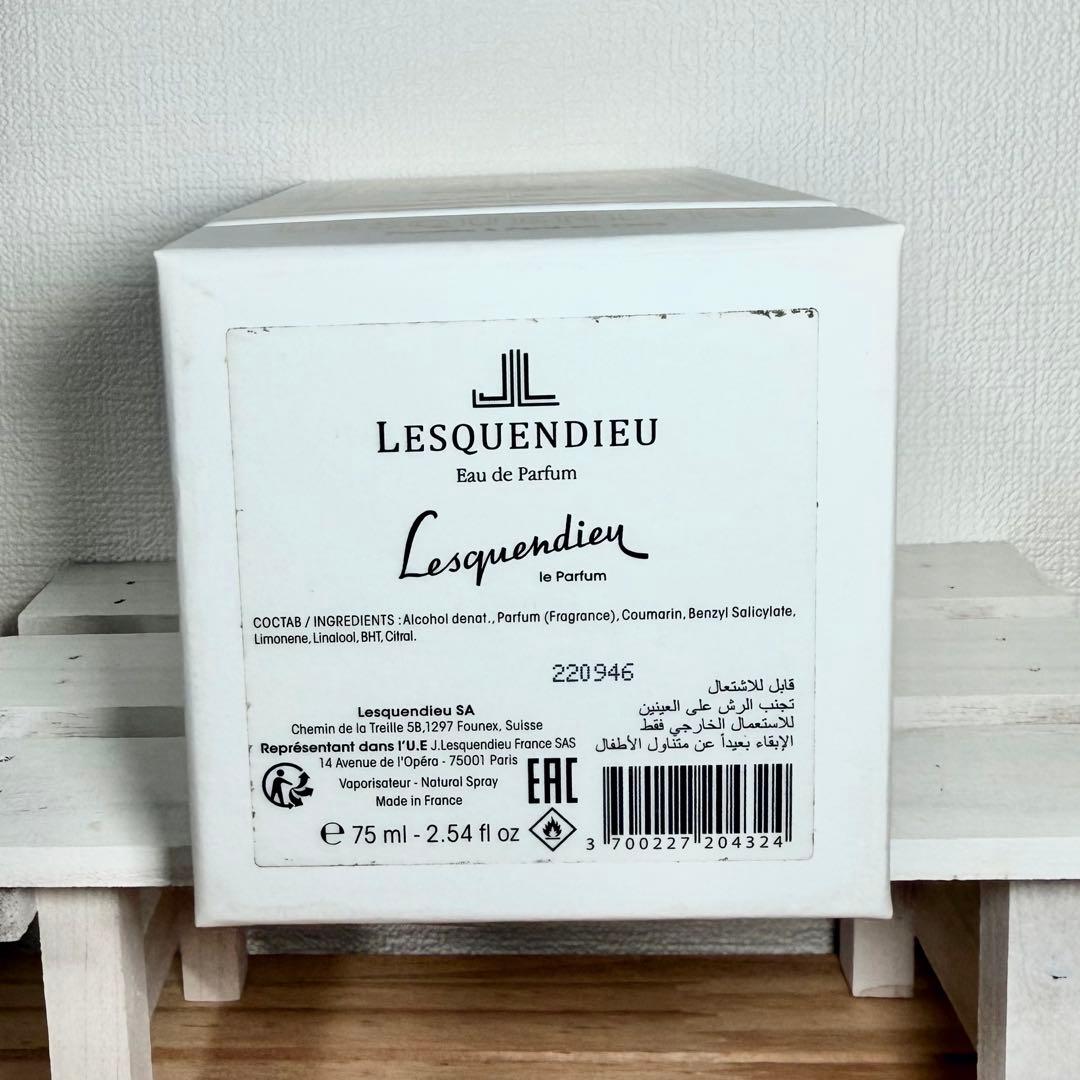 JL
LESQUENDIEU
Eau de Parfum
Lesquendieu
le Parfum
COCTAB / INGREDIENTS : Alcohol denat., Parfum (Fragrance), Coumarin, Benzyl Salicylate,
Limonene, Linalool, BHT, Citral.
220946
قابل للاشتعال
تجنب الرش على العينين
للاستعمال الخارجي فقط
الإبقاء بعيداً عن متناول الأطفال
Lesquendieu SA
Chemin de la Treille 5B,1297 Founex, Suisse
Représentant dans l'U.E J.Lesquendieu France SAS
14 Avenue de l'Opéra - 75001 Paris
Vaporisateur - Natural Spray
Made in France
EAC
℮ 75 ml - 2.54 fl oz
3 700227 204324